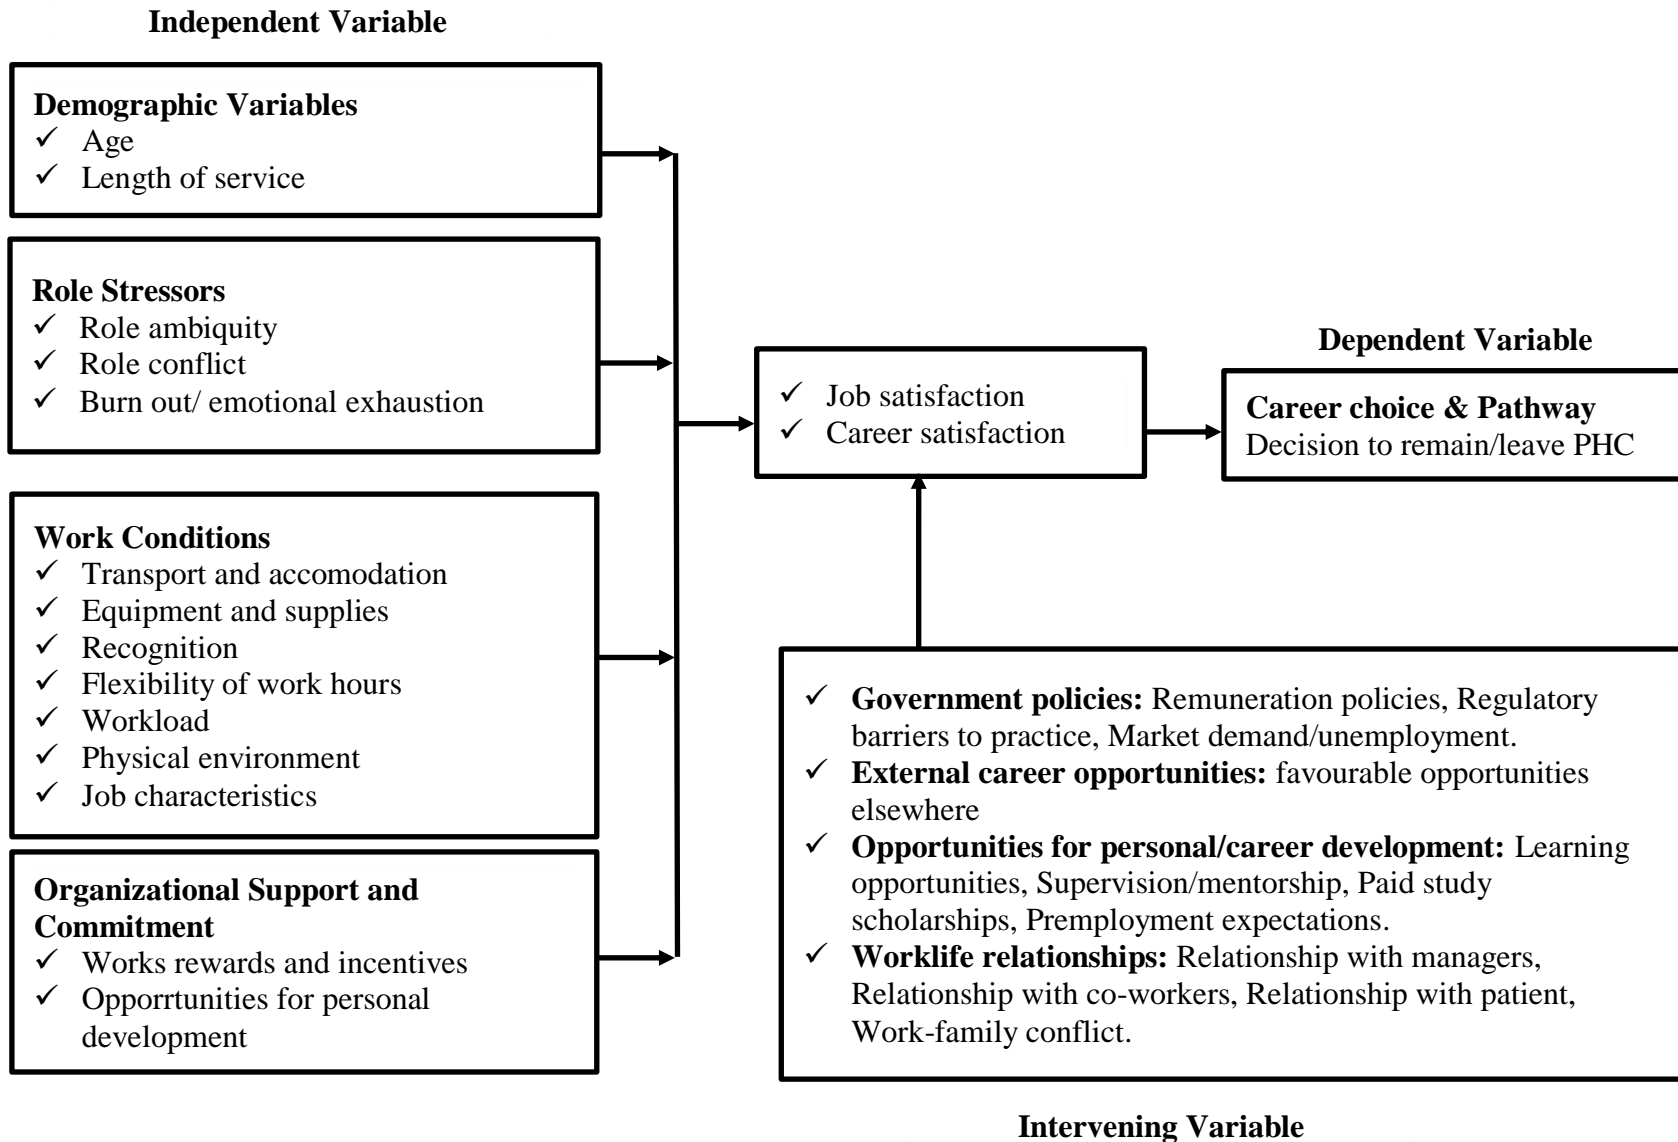 Independent Variable
Demographic Variables
✓ Age
✓ Length of service
Role Stressors
✓ Role ambiquity
✓ Role conflict
✓ Burn out/ emotional exhaustion
Work Conditions
✓ Transport and accomodation
✓ Equipment and supplies
✓ Recognition
✓ Flexibility of work hours
✓ Workload
✓ Physical environment
✓ Job characteristics
Organizational Support and
Commitment
✓ Works rewards and incentives
✓ Opporrtunities for personal
development
✓ Job satisfaction
✓ Career satisfaction
Dependent Variable
Career choice & Pathway
Decision to remain/leave PHC
✓ Government policies: Remuneration policies, Regulatory
barriers to practice, Market demand/unemployment.
✓ External career opportunities: favourable opportunities
elsewhere
✓ Opportunities for personal/career development: Learning
opportunities, Supervision/mentorship, Paid study
scholarships, Premployment expectations.
✓ Worklife relationships: Relationship with managers,
Relationship with co-workers, Relationship with patient,
Work-family conflict.
Intervening Variable